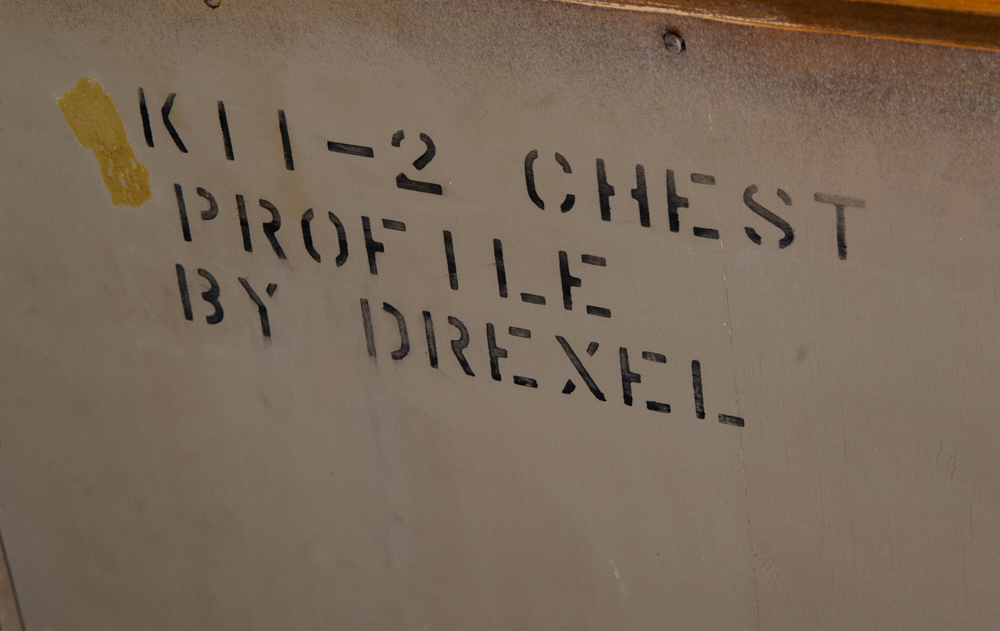 K11-2 CHEST
PROFILE
BY DREXEL